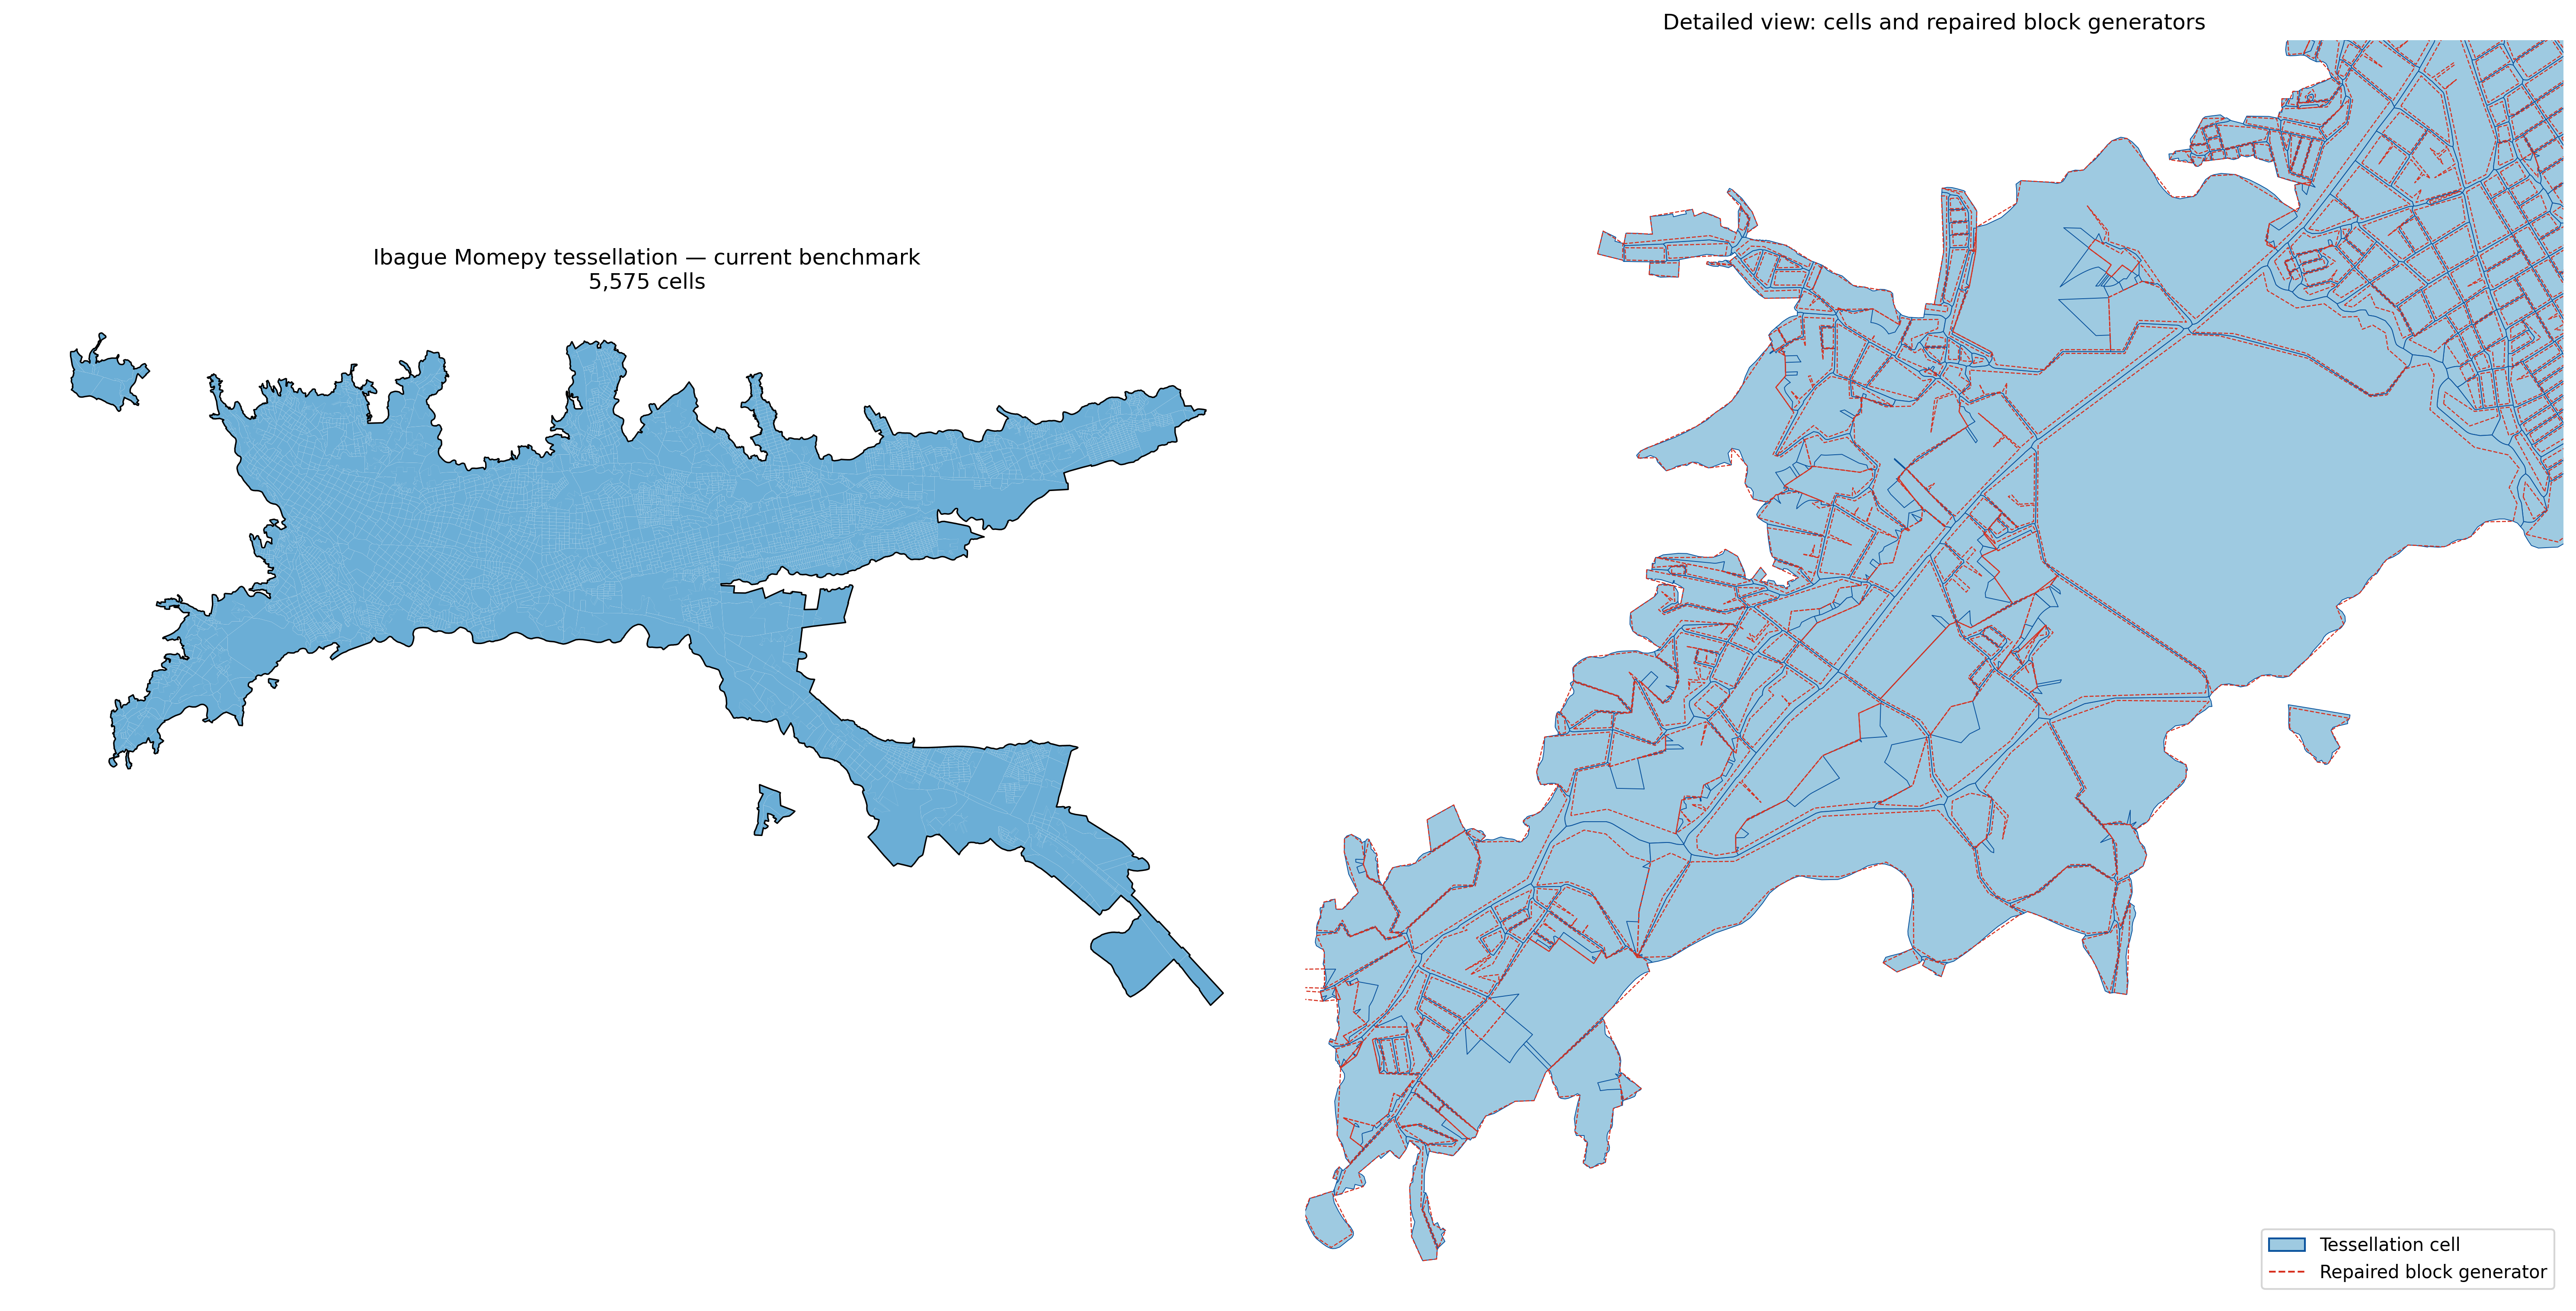 Detailed view: cells and repaired block generators
Ibague Momepy tessellation — current benchmark
5,575 cells
Tessellation cell
Repaired block generator